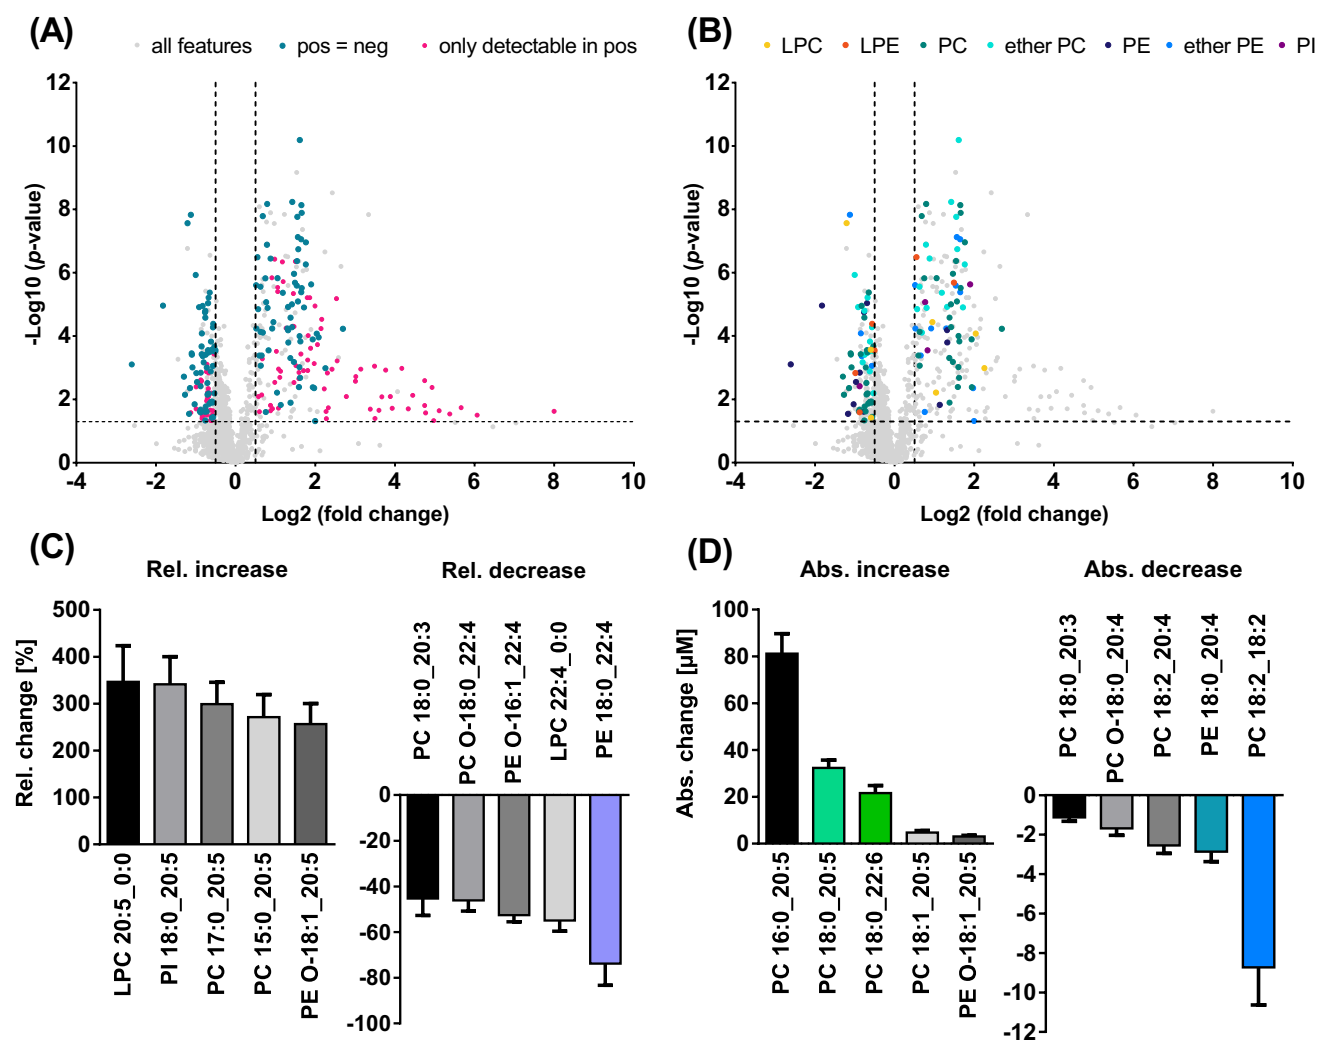 (A)
all features
pos = neg
only detectable in pos
12
10
8
6
4
2
0
-Log10 (p-value)
-4
-2
0
2
4
6
8
10
Log2 (fold change)
(B)
LPC
LPE
PC
ether PC
PE
ether PE
PI
12
10
8
6
4
2
0
-Log10 (p-value)
-4
-2
0
2
4
6
8
10
Log2 (fold change)
(C)
Rel. increase
Rel. change [%]
500
400
300
200
100
0
LPC 20:5_0:0
PI 18:0_20:5
PC 17:0_20:5
PC 15:0_20:5
PE O-18:1_20:5
Rel. decrease
PC 18:0_20:3
PC O-18:0_22:4
PE O-16:1_22:4
LPC 22:4_0:0
PE 18:0_22:4
0
-20
-40
-60
-80
-100
(D)
Abs. increase
Abs. change [µM]
100
80
60
40
20
0
PC 16:0_20:5
PC 18:0_20:5
PC 18:0_22:6
PC 18:1_20:5
PE O-18:1_20:5
Abs. decrease
PC 18:0_20:3
PC O-18:0_20:4
PC 18:2_20:4
PE 18:0_20:4
PC 18:2_18:2
0
-2
-4
-6
-8
-10
-12